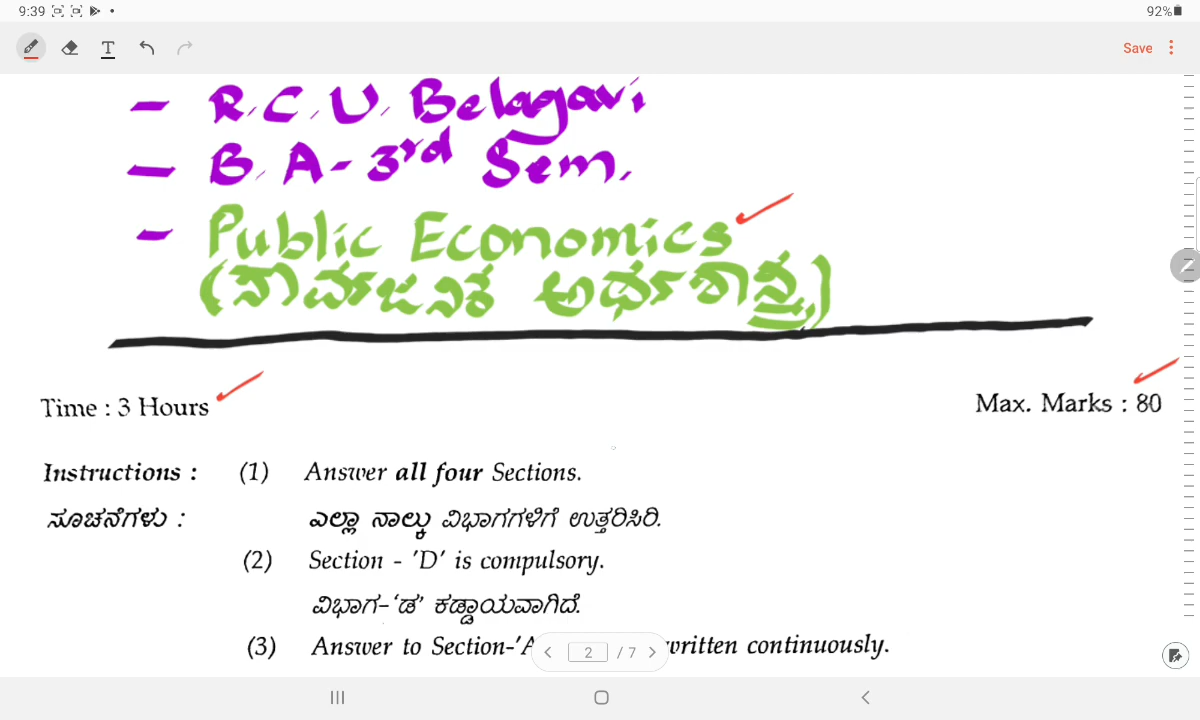 9:39 92%
T Save
- R.C.U. Belagavi
- B.A - 3rd Sem.
- Public Economics
(ಸಾರ್ವಜನಿಕ ಅರ್ಥಶಾಸ್ತ್ರ)
Time : 3 Hours Max. Marks : 80
Instructions : (1) Answer all four Sections.
ಸೂಚನೆಗಳು : ಎಲ್ಲಾ ನಾಲ್ಕು ವಿಭಾಗಗಳಿಗೆ ಉತ್ತರಿಸಿರಿ.
(2) Section - 'D' is compulsory.
ವಿಭಾಗ-'ಡ' ಕಡ್ಡಾಯವಾಗಿದೆ.
(3) Answer to Section-'A written continuously.
2 / 7